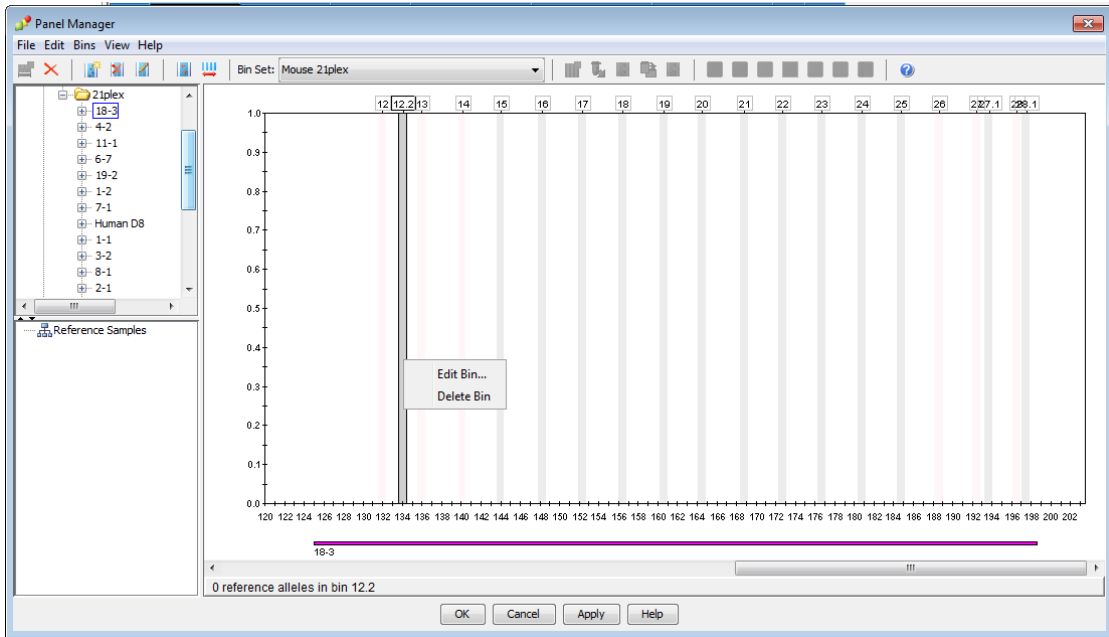 Panel Manager
File Edit Bins View Help
Bin Set: Mouse 21plex
21plex
18-3
4-2
11-1
6-7
19-2
1-2
7-1
Human D8
1-1
3-2
8-1
2-1
Reference Samples
12 12.2 13 14 15 16 17 18 19 20 21 22 23 24 25 26 27.1 28.1
1.0
0.9
0.8
0.7
0.6
0.5
0.4
0.3
0.2
0.1
0.0
Edit Bin...
Delete Bin
120 122 124 126 128 130 132 134 136 138 140 142 144 146 148 150 152 154 156 158 160 162 164 166 168 170 172 174 176 178 180 182 184 186 188 190 192 194 196 198 200 202
18-3
0 reference alleles in bin 12.2
OK Cancel Apply Help